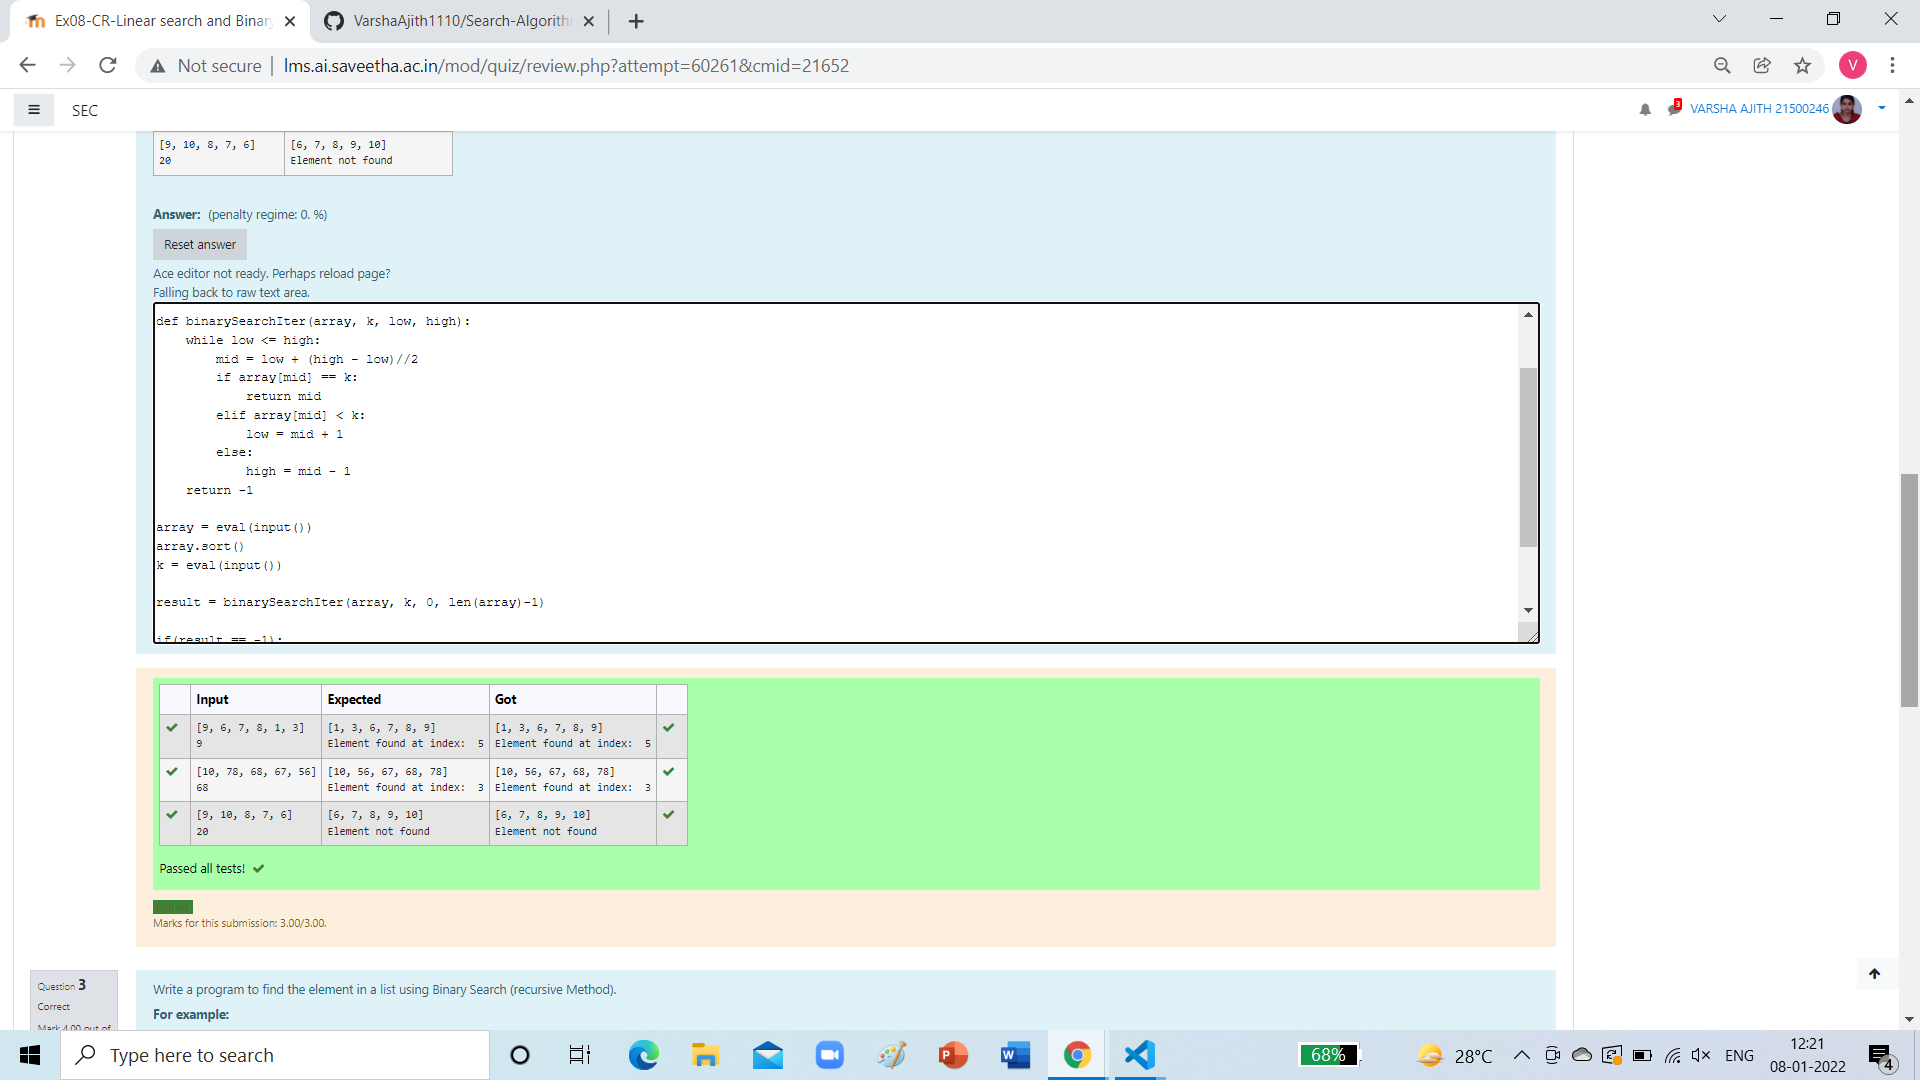 Ex08-CR-Linear search and Binar
VarshaAjith1110/Search-Algorith
Not secure
lms.ai.saveetha.ac.in/mod/quiz/review.php?attempt=60261&cmid=21652
V
SEC
3
VARSHA AJITH 21500246
[9, 10, 8, 7, 6]
20
[6, 7, 8, 9, 10]
Element not found
Answer: (penalty regime: 0. %)
Reset answer
Ace editor not ready. Perhaps reload page?
Falling back to raw text area.
def binarySearchIter(array, k, low, high):
    while low <= high:
        mid = low + (high - low)//2
        if array[mid] == k:
            return mid
        elif array[mid] < k:
            low = mid + 1
        else:
            high = mid - 1
    return -1
array = eval(input())
array.sort()
k = eval(input())
result = binarySearchIter(array, k, 0, len(array)-1)
if(result == -1):
Input Expected Got
[9, 6, 7, 8, 1, 3] [1, 3, 6, 7, 8, 9] [1, 3, 6, 7, 8, 9]
9 Element found at index:  5 Element found at index:  5
[10, 78, 68, 67, 56] [10, 56, 67, 68, 78] [10, 56, 67, 68, 78]
68 Element found at index:  3 Element found at index:  3
[9, 10, 8, 7, 6] [6, 7, 8, 9, 10] [6, 7, 8, 9, 10]
20 Element not found Element not found
Passed all tests!
Marks for this submission: 3.00/3.00.
Question 3
Correct
Mark 4.00 out of
Write a program to find the element in a list using Binary Search (recursive Method).
For example:
Type here to search
68%
28°C
ENG
12:21
08-01-2022
4